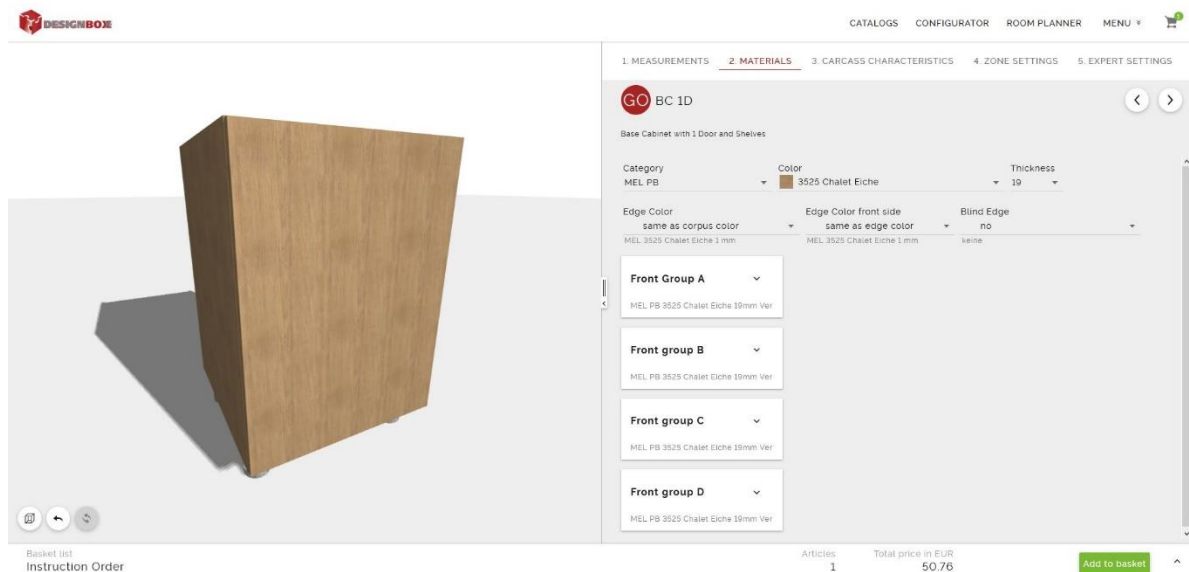 DESIGNBOX
CATALOGS CONFIGURATOR ROOM PLANNER MENU
1. MEASUREMENTS 2. MATERIALS 3. CARCASS CHARACTERISTICS 4. ZONE SETTINGS 5. EXPERT SETTINGS
GO BC 1D
Base Cabinet with 1 Door and Shelves
Category Color Thickness
MEL PB 3525 Chalet Eiche 19
Edge Color Edge Color front side Blind Edge
same as corpus color same as edge color no
MEL 3525 Chalet Eiche 1 mm MEL 3525 Chalet Eiche 1 mm keine
Front Group A
MEL PB 3525 Chalet Eiche 19mm Ver
Front group B
MEL PB 3525 Chalet Eiche 19mm Ver
Front group C
MEL PB 3525 Chalet Eiche 19mm Ver
Front group D
MEL PB 3525 Chalet Eiche 19mm Ver
Basket list Articles Total price in EUR
Instruction Order 1 50.76 Add to basket